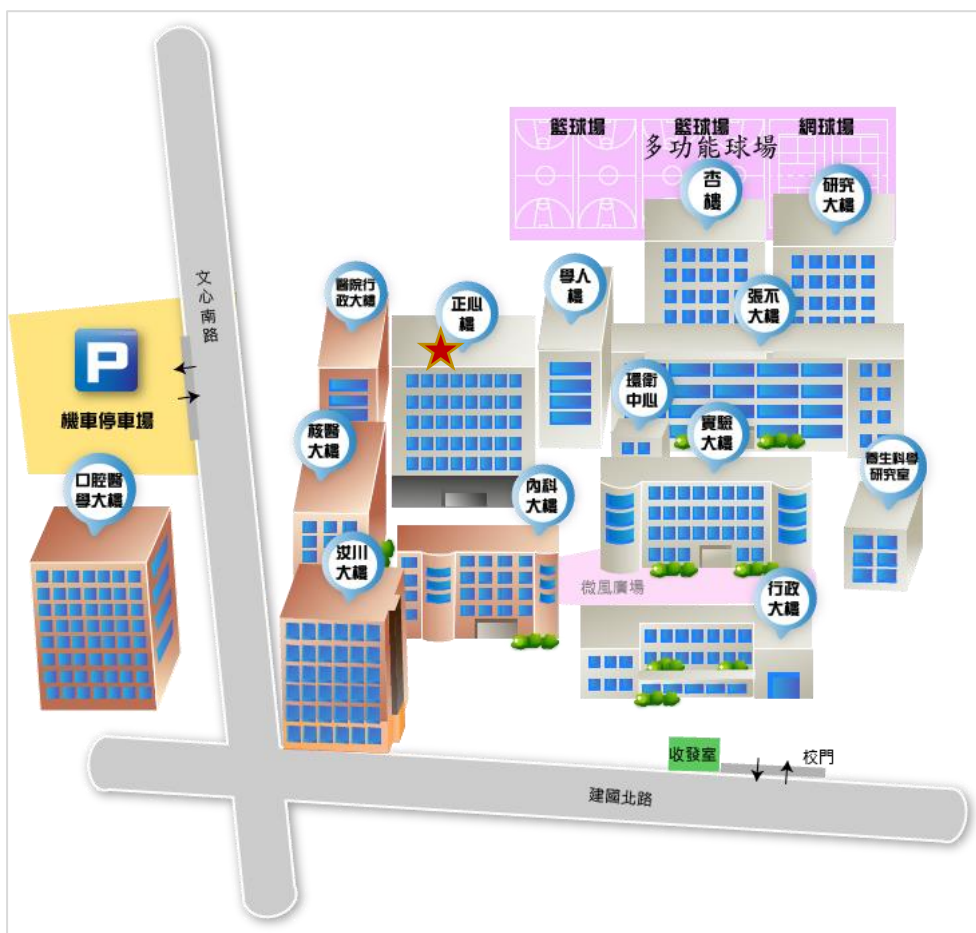 籃球場
籃球場
網球場
多功能球場
杏
樓
研究
大樓
文心南路
醫院行
政大樓
正心
樓
學人
樓
張不
大樓
P
機車停車場
環衛
中心
核醫
大樓
實驗
大樓
養生科學
研究室
口腔醫
學大樓
內科
大樓
汝川
大樓
微風廣場
行政
大樓
收發室
校門
建國北路